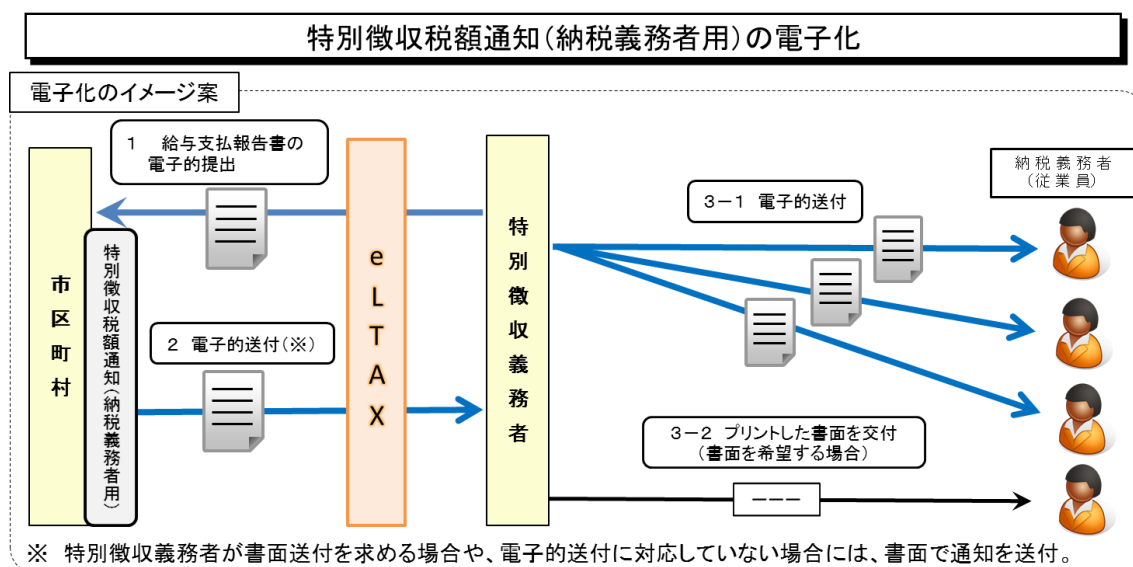 特別徴収税額通知（納税義務者用）の電子化
電子化のイメージ案
1　給与支払報告書の
電子的提出
納税義務者
（従業員）
3－1 電子的送付
市区町村
特別徴収税額通知（納税義務者用）
eLTAX
特別徴収義務者
2 電子的送付（※）
3－2 プリントした書面を交付
（書面を希望する場合）
※　特別徴収義務者が書面送付を求める場合や、電子的送付に対応していない場合には、書面で通知を送付。